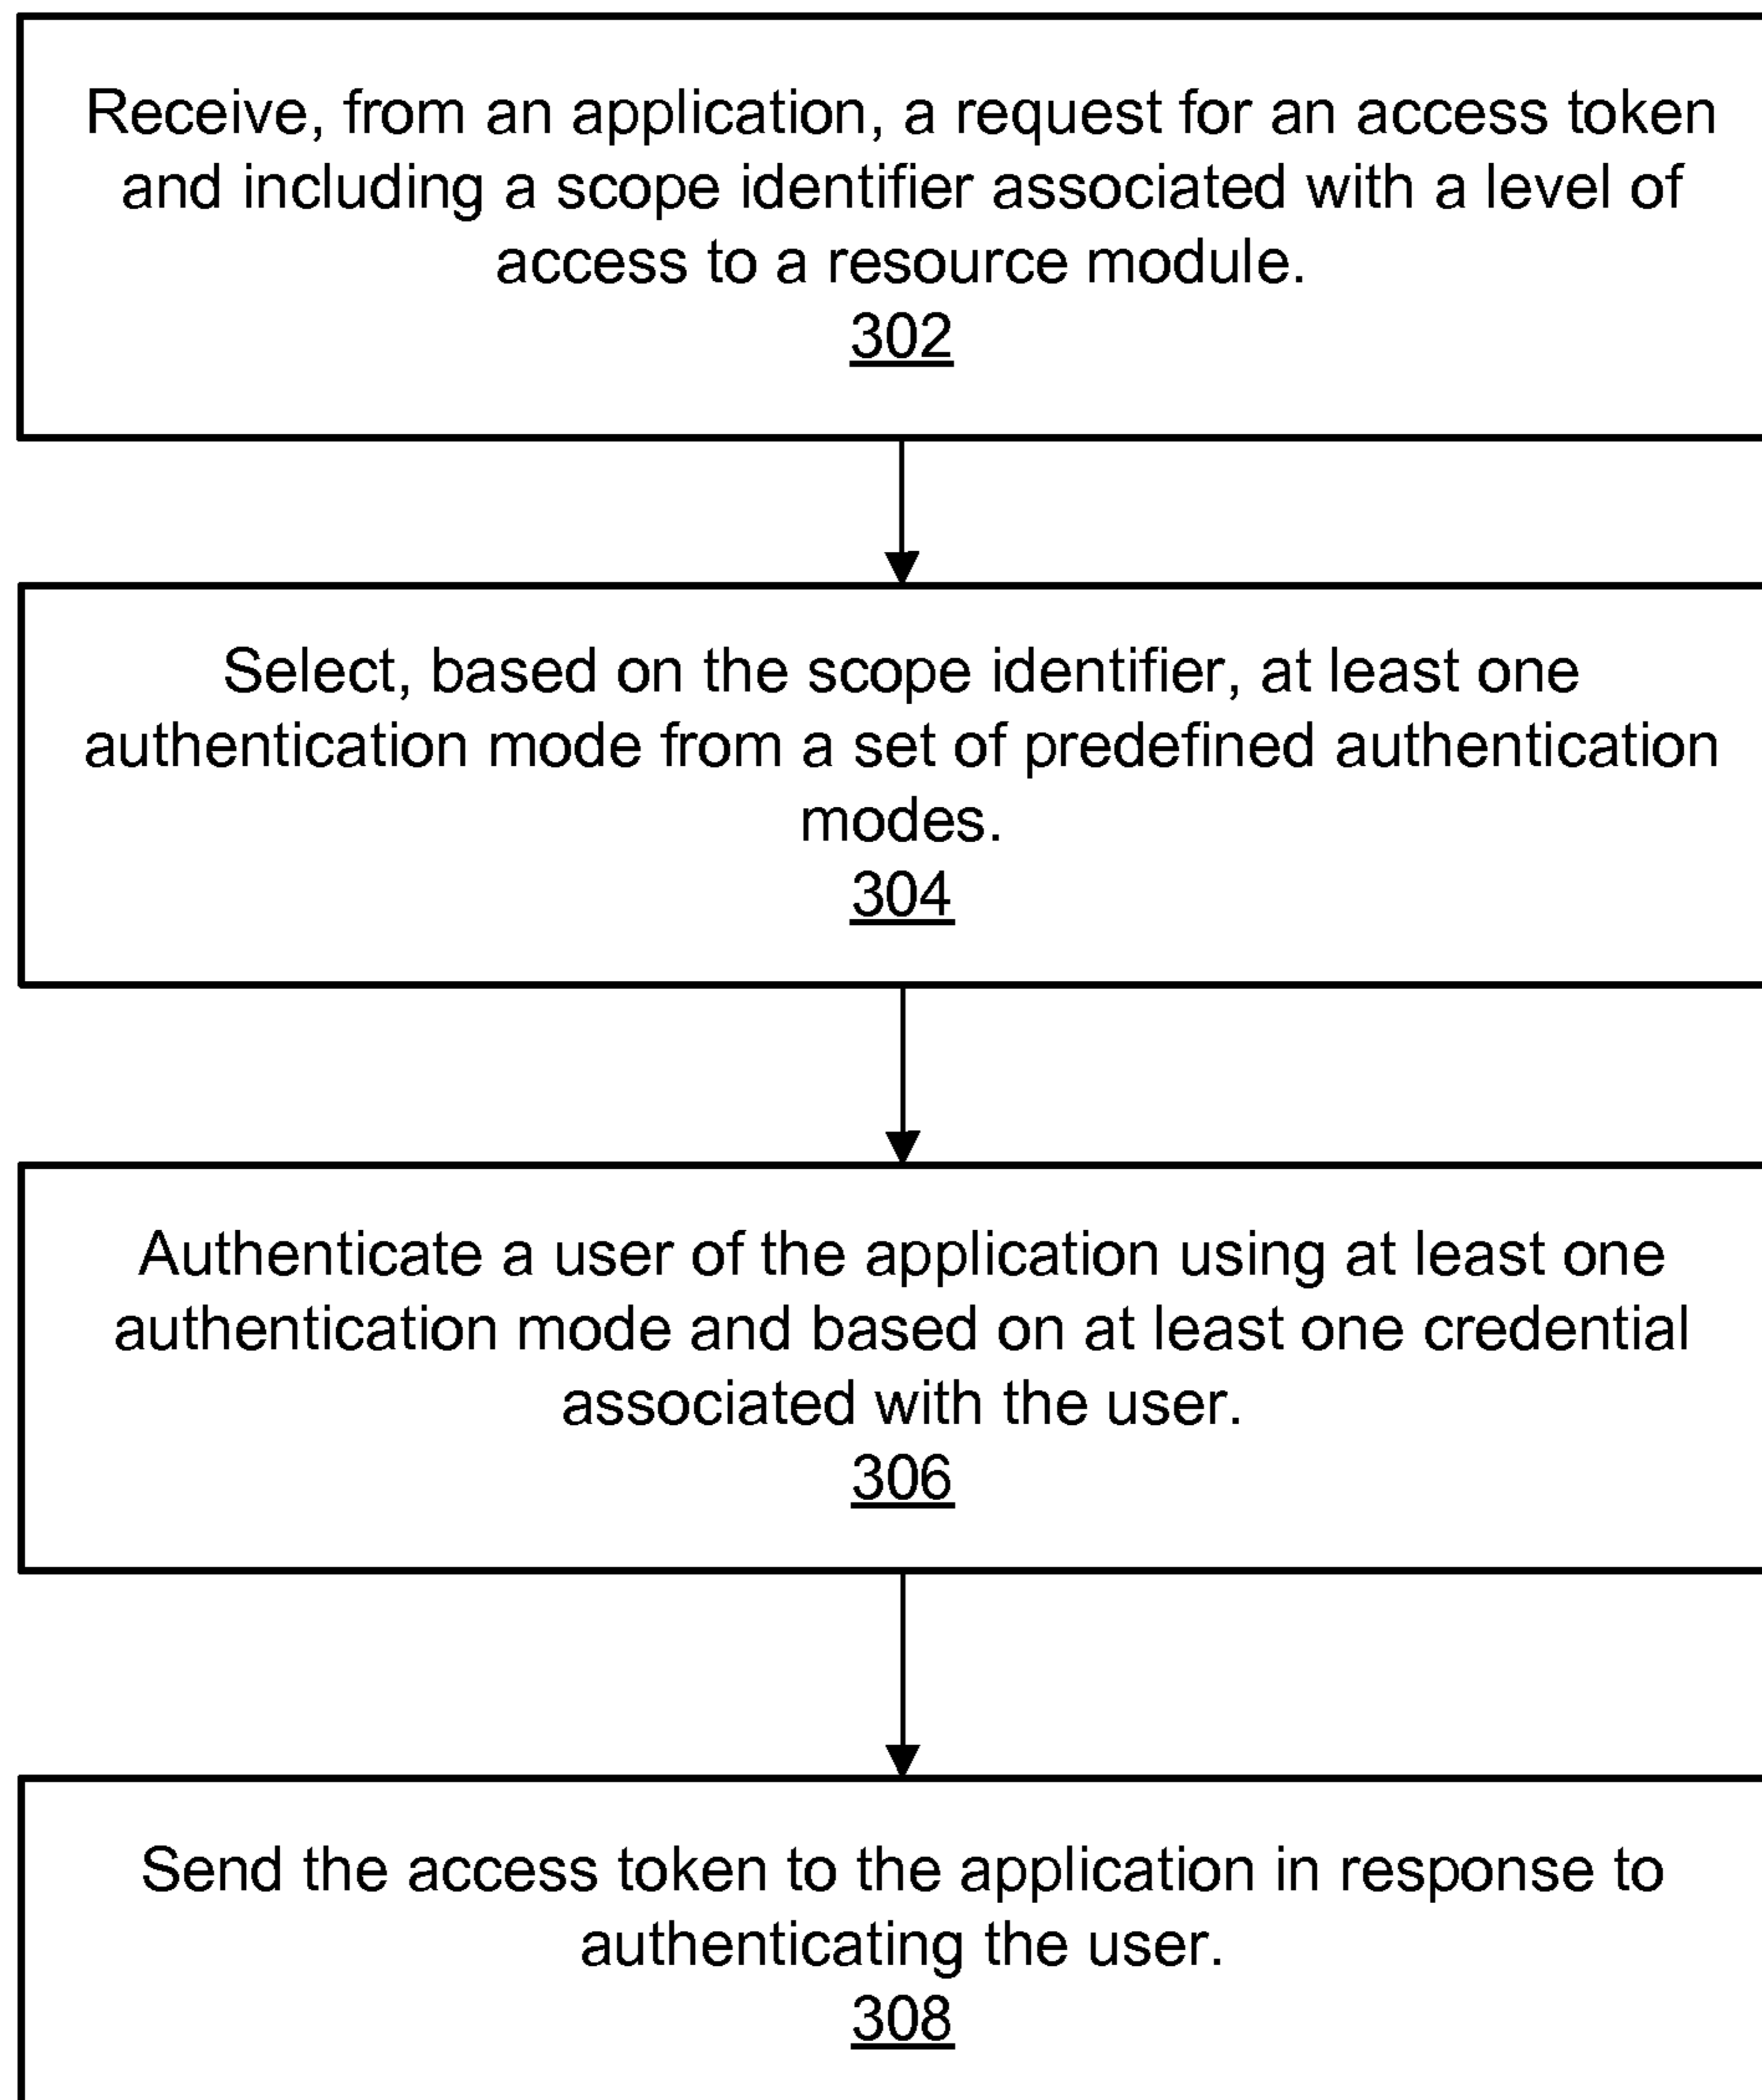 Receive, from an application, a request for an access token
and including a scope identifier associated with a level of
access to a resource module.
302
Select, based on the scope identifier, at least one
authentication mode from a set of predefined authentication
modes.
304
Authenticate a user of the application using at least one
authentication mode and based on at least one credential
associated with the user.
306
Send the access token to the application in response to
authenticating the user.
308